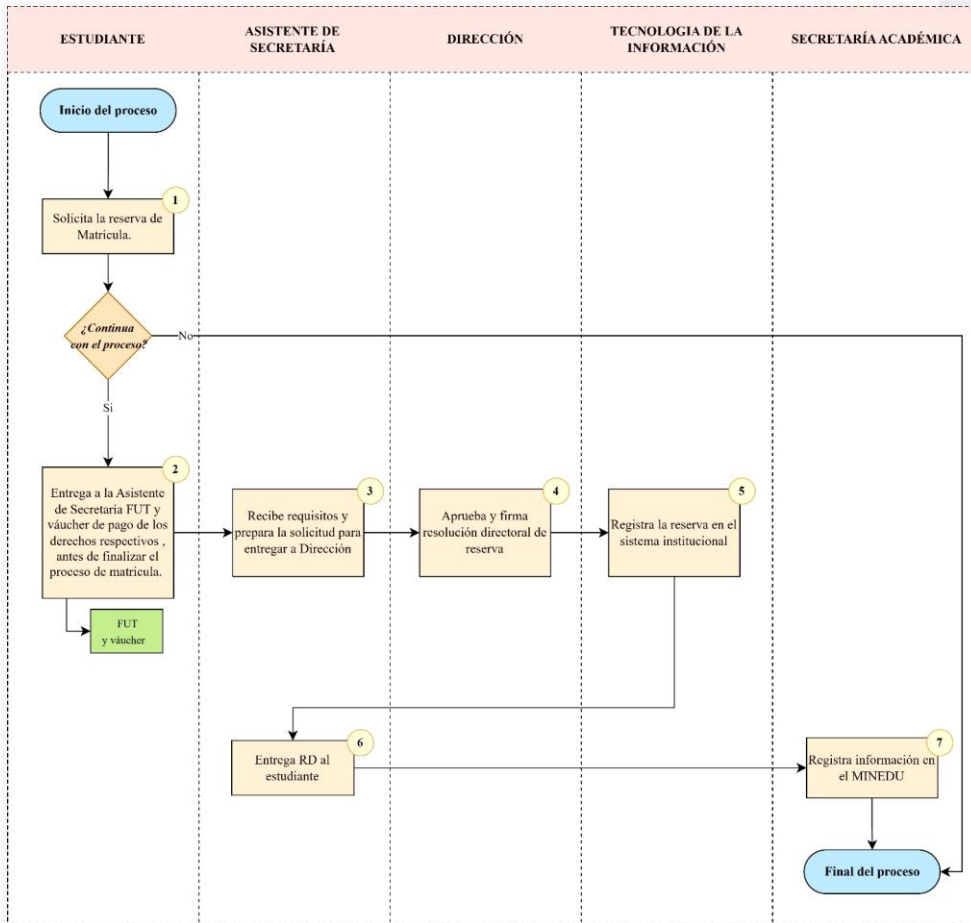 ESTUDIANTE
ASISTENTE DE
SECRETARÍA
DIRECCIÓN
TECNOLOGIA DE LA
INFORMACIÓN
SECRETARÍA ACADÉMICA
Inicio del proceso
1
Solicita la reserva de
Matrícula.
¿Continua
con el proceso?
No
Si
2
Entrega a la Asistente
de Secretaria FUT y
váucher de pago de los
derechos respectivos ,
antes de finalizar el
proceso de matricula.
FUT
y váucher
3
Recibe requisitos y
prepara la solicitud para
entregar a Dirección
4
Aprueba y firma
resolución directoral de
reserva
5
Registra la reserva en el
sistema institucional
6
Entrega RD al
estudiante
7
Registra información en
el MINEDU
Final del proceso